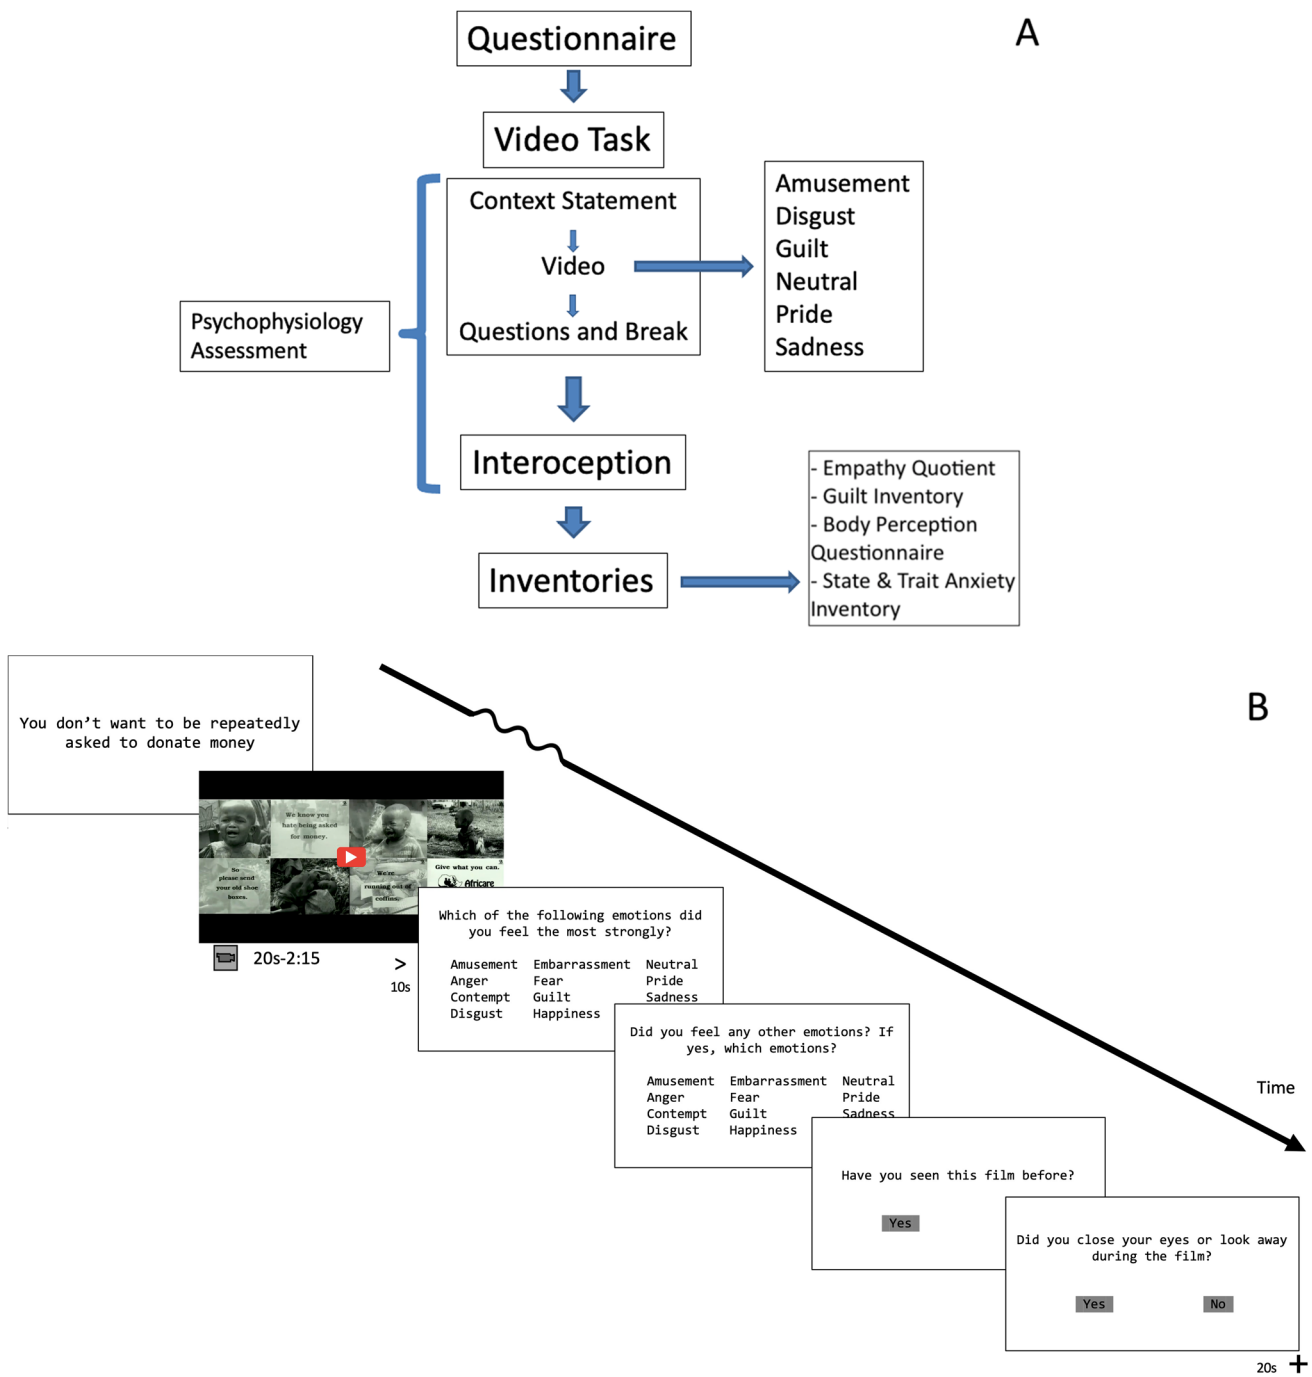 A
Questionnaire
Video Task
Context Statement
Video
Questions and Break
Amusement
Disgust
Guilt
Neutral
Pride
Sadness
Psychophysiology
Assessment
Interoception
Inventories
- Empathy Quotient
- Guilt Inventory
- Body Perception
Questionnaire
- State & Trait Anxiety
Inventory
B
You don’t want to be repeatedly
asked to donate money
We know you
hate being asked
for money.
So
please send
your old shoe
boxes.
We're
running out of
coffins.
Give what you can.
Africare
20s-2:15
>
10s
Which of the following emotions did
you feel the most strongly?
Amusement Embarrassment Neutral
Anger Fear Pride
Contempt Guilt Sadness
Disgust Happiness
Did you feel any other emotions? If
yes, which emotions?
Amusement Embarrassment Neutral
Anger Fear Pride
Contempt Guilt Sadness
Disgust Happiness
Time
Have you seen this film before?
Yes
Did you close your eyes or look away
during the film?
Yes No
20s +